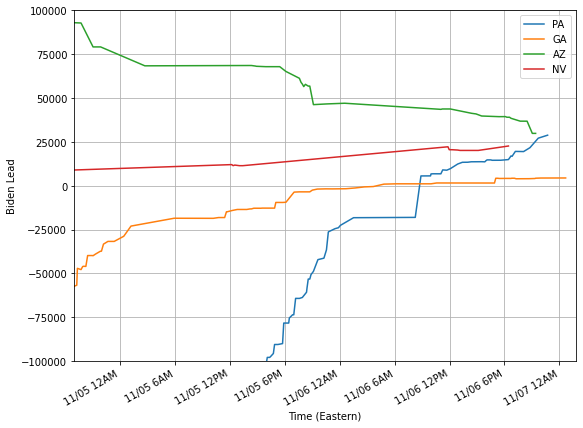 100000
75000
50000
25000
0
−25000
−50000
−75000
−100000
Biden Lead
PA
GA
AZ
NV
11/05 12AM
11/05 6AM
11/05 12PM
11/05 6PM
11/06 12AM
11/06 6AM
11/06 12PM
11/06 6PM
11/07 12AM
Time (Eastern)